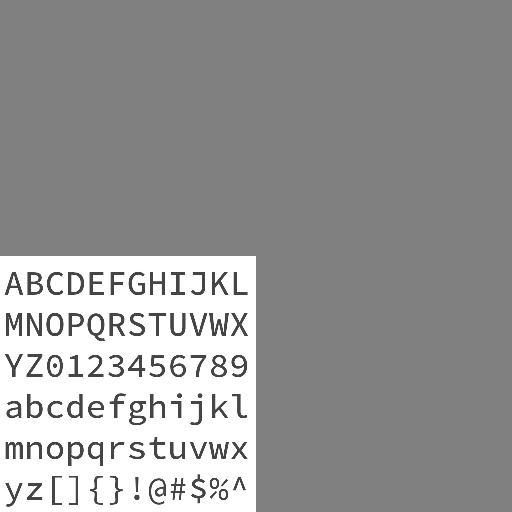 ABCDEFGHIJKL
MNOPQRSTUVWX
YZ0123456789
abcdefghijkl
mnopqrstuvwx
yz[]{}!@#$%^